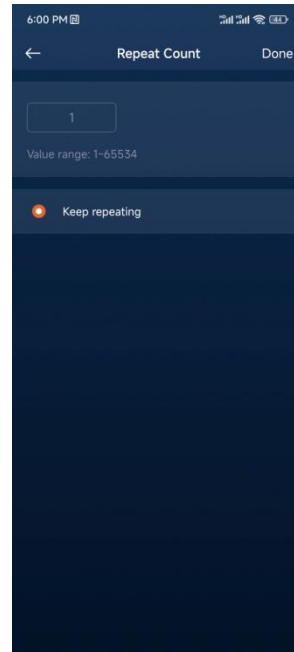 6:00 PM
Repeat Count Done
1
Value range: 1~65534
Keep repeating